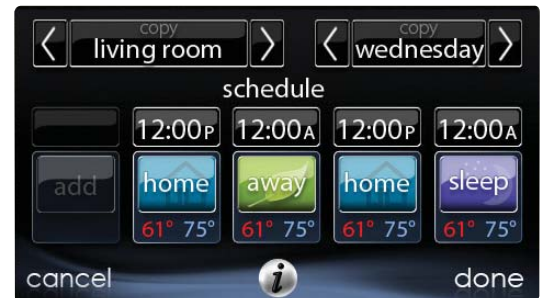 copy copy
living room wednesday
schedule
12:00P 12:00A 12:00P 12:00A
add home away home sleep
61° 75° 61° 75° 61° 75° 61° 75°
cancel i done